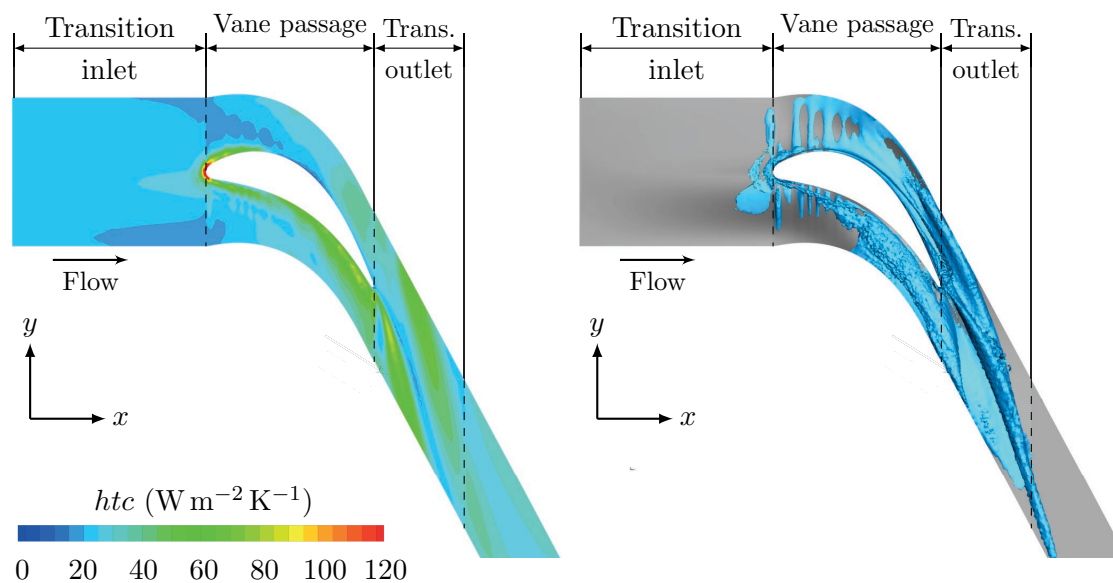 Transition
Vane passage
Trans.
inlet
outlet
Flow
y
x
htc (W m⁻² K⁻¹)
0 20 40 60 80 100 120
Transition
Vane passage
Trans.
inlet
outlet
Flow
y
x